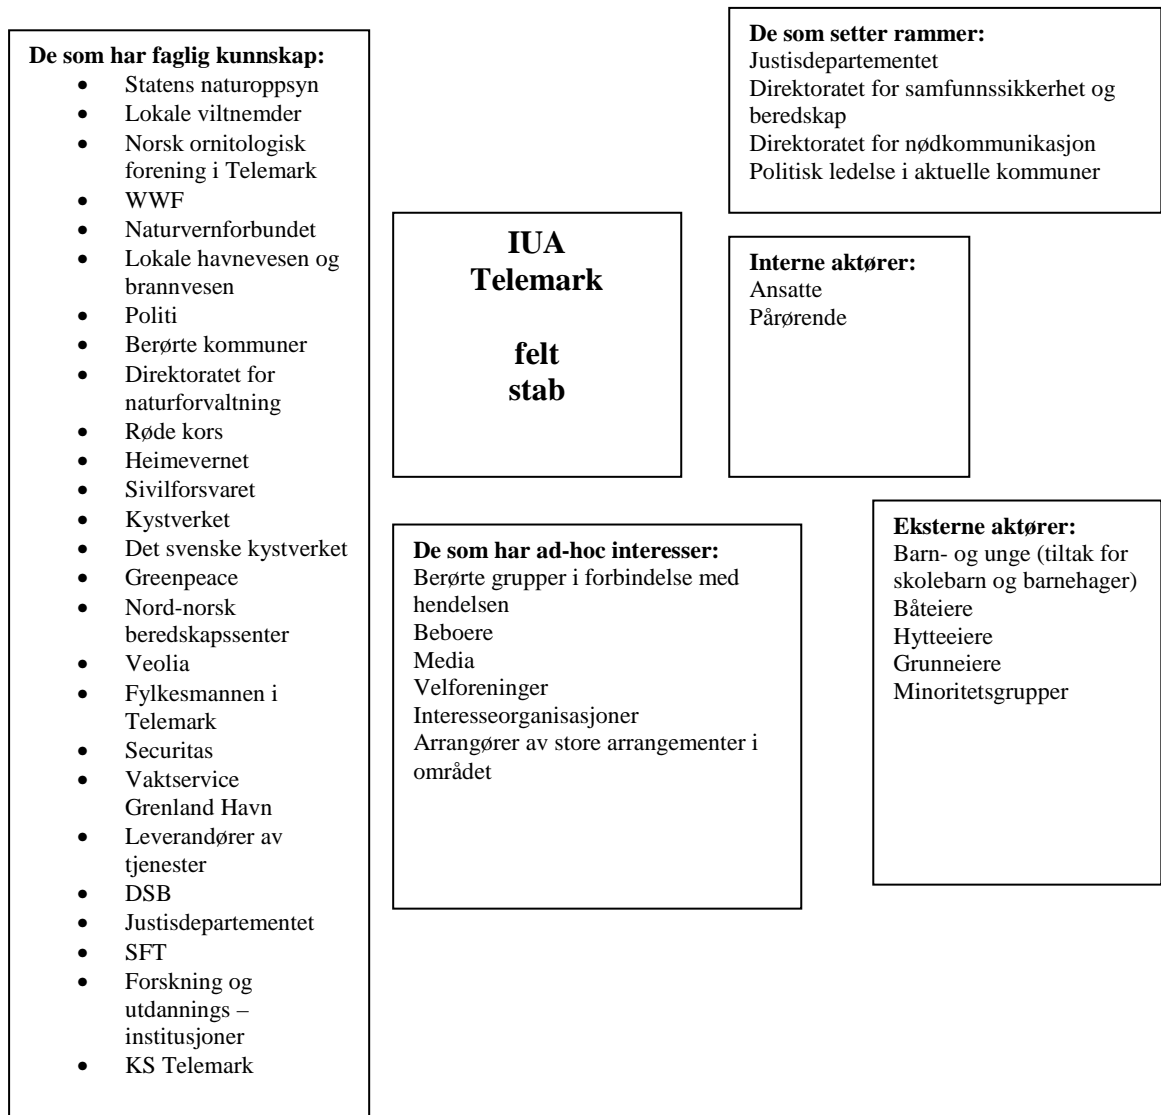 De som har faglig kunnskap:
• Statens naturoppsyn
• Lokale viltnemder
• Norsk ornitologisk
forening i Telemark
• WWF
• Naturvernforbundet
• Lokale havnevesen og
brannvesen
• Politi
• Berørte kommuner
• Direktoratet for
naturforvaltning
• Røde kors
• Heimevernet
• Sivilforsvaret
• Kystverket
• Det svenske kystverket
• Greenpeace
• Nord-norsk
beredskapssenter
• Veolia
• Fylkesmannen i
Telemark
• Securitas
• Vaktservice
Grenland Havn
• Leverandører av
tjenester
• DSB
• Justisdepartementet
• SFT
• Forskning og
utdannings –
institusjoner
• KS Telemark
IUA
Telemark
felt
stab
De som setter rammer:
Justisdepartementet
Direktoratet for samfunnssikkerhet og
beredskap
Direktoratet for nødkommunikasjon
Politisk ledelse i aktuelle kommuner
Interne aktører:
Ansatte
Pårørende
De som har ad-hoc interesser:
Berørte grupper i forbindelse med
hendelsen
Beboere
Media
Velforeninger
Interesseorganisasjoner
Arrangører av store arrangementer i
området
Eksterne aktører:
Barn- og unge (tiltak for
skolebarn og barnehager)
Båteiere
Hytteeiere
Grunneiere
Minoritetsgrupper